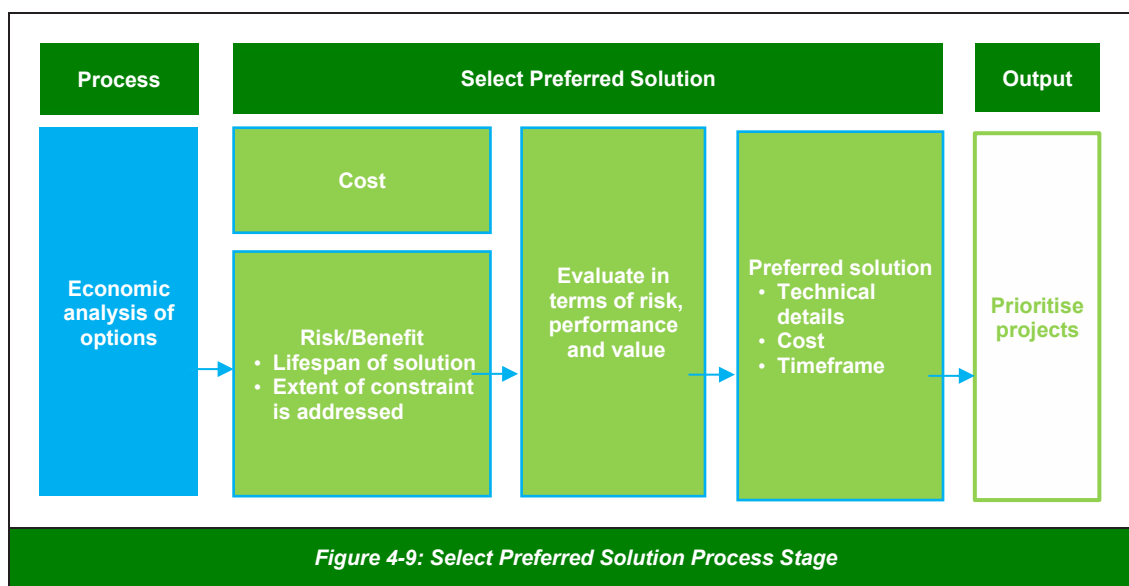 Process
Select Preferred Solution
Output
Economic
analysis of
options
Cost
Risk/Benefit
• Lifespan of solution
• Extent of constraint
is addressed
Evaluate in
terms of risk,
performance
and value
Preferred solution
• Technical
details
• Cost
• Timeframe
Prioritise
projects
Figure 4-9: Select Preferred Solution Process Stage